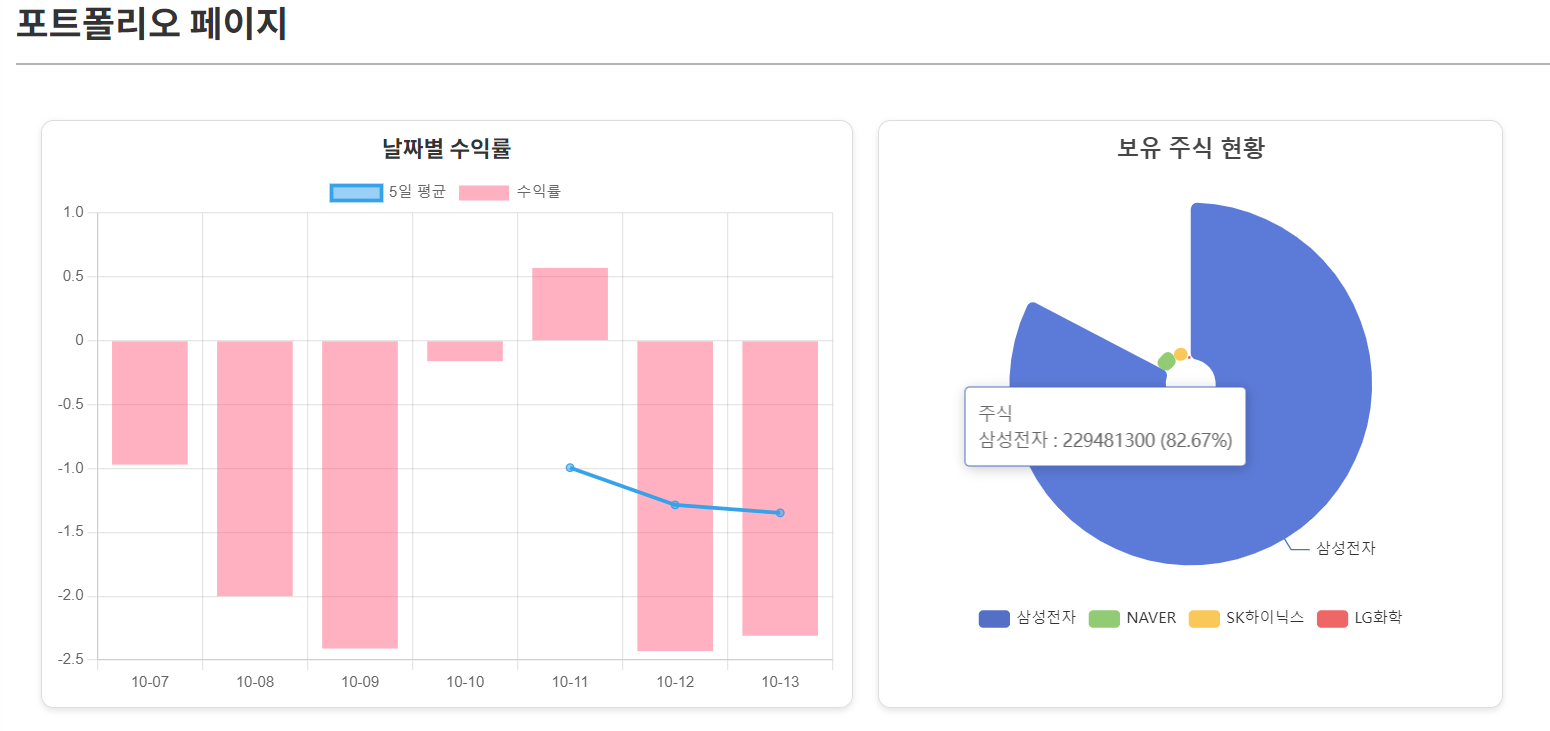 포트폴리오 페이지
날짜별 수익률
5일 평균 수익률
1.0
0.5
0
-0.5
-1.0
-1.5
-2.0
-2.5
10-07 10-08 10-09 10-10 10-11 10-12 10-13
보유 주식 현황
주식
삼성전자 : 229481300 (82.67%)
삼성전자
삼성전자 NAVER SK하이닉스 LG화학